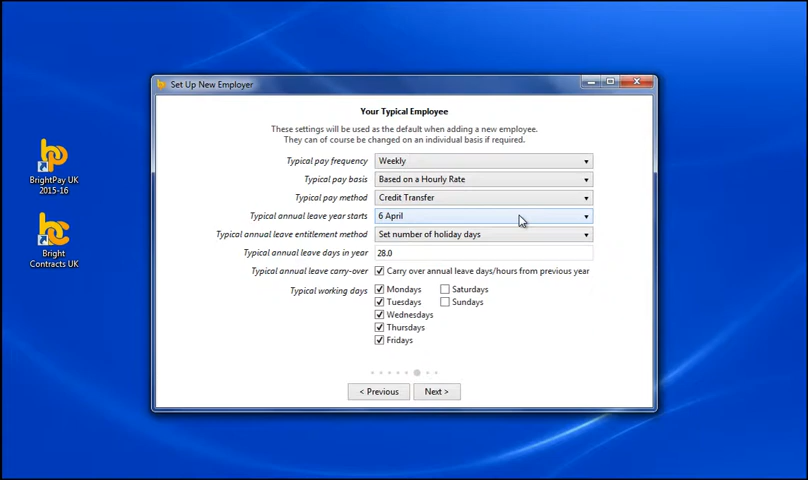 Set Up New Employer
Your Typical Employee
These settings will be used as the default when adding a new employee.
They can of course be changed on an individual basis if required.
Typical pay frequency Weekly
Typical pay basis Based on a Hourly Rate
Typical pay method Credit Transfer
Typical annual leave year starts 6 April
Typical annual leave entitlement method Set number of holiday days
Typical annual leave days in year 28.0
Typical annual leave carry-over Carry over annual leave days/hours from previous year
Typical working days Mondays Saturdays
Tuesdays Sundays
Wednesdays
Thursdays
Fridays
< Previous Next >
bp
BrightPay UK
2015-16
bc
Bright
Contracts UK